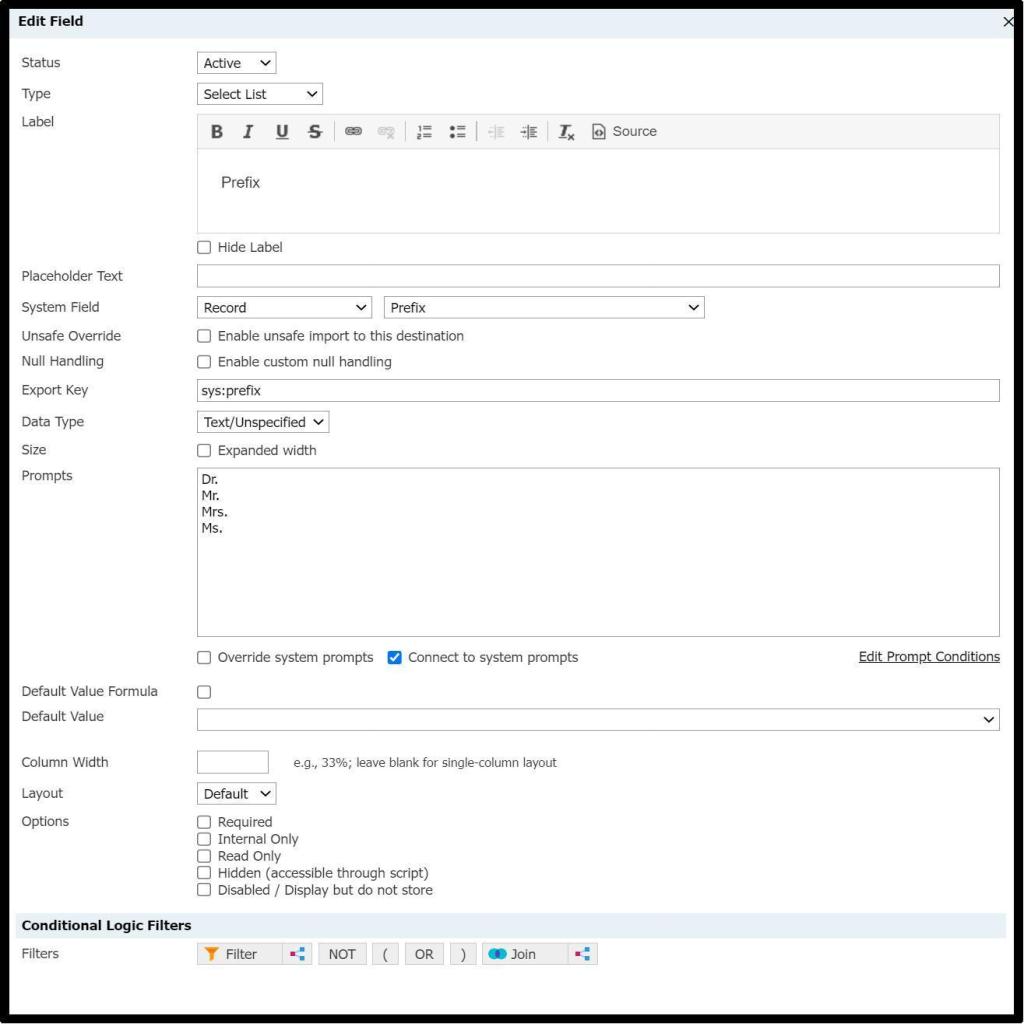 Edit Field
Status Active
Type Select List
Label B I U S Source
Prefix
Hide Label
Placeholder Text
System Field Record Prefix
Unsafe Override Enable unsafe import to this destination
Null Handling Enable custom null handling
Export Key sys:prefix
Data Type Text/Unspecified
Size Expanded width
Prompts Dr.
Mr.
Mrs.
Ms.
Override system prompts Connect to system prompts Edit Prompt Conditions
Default Value Formula
Default Value
Column Width e.g., 33%; leave blank for single-column layout
Layout Default
Options Required
Internal Only
Read Only
Hidden (accessible through script)
Disabled / Display but do not store
Conditional Logic Filters
Filters Filter NOT ( OR ) Join